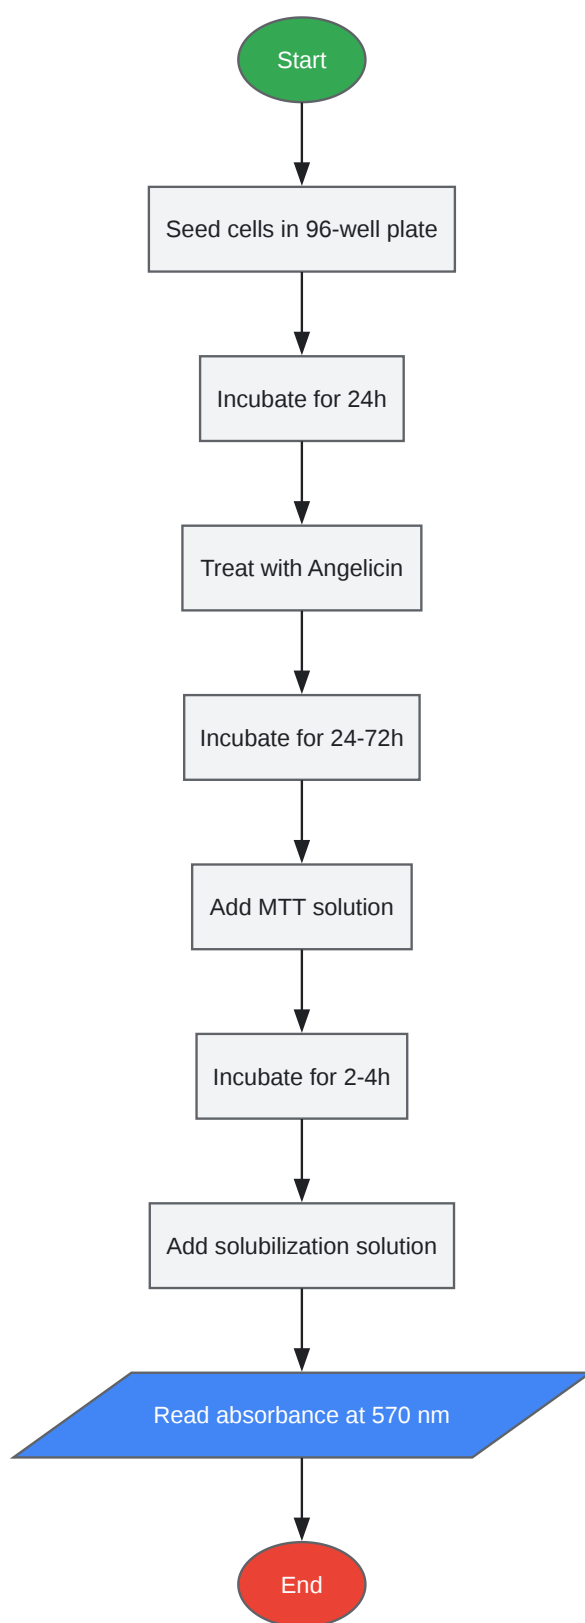 Start
Seed cells in 96-well plate
Incubate for 24h
Treat with Angelicin
Incubate for 24-72h
Add MTT solution
Incubate for 2-4h
Add solubilization solution
Read absorbance at 570 nm
End